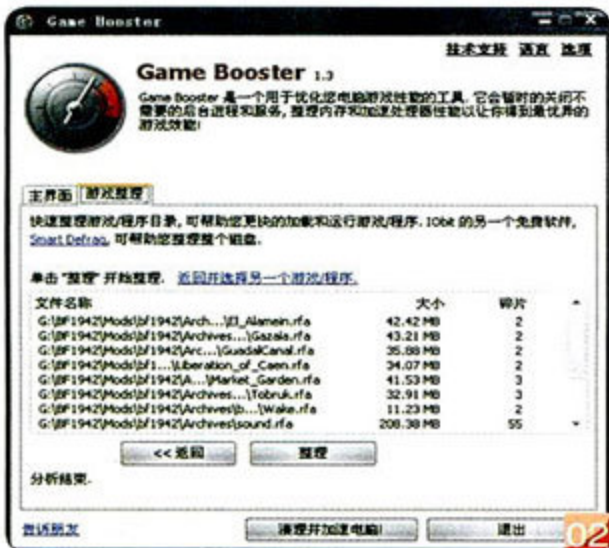 Game Booster
技术支持 语言 选项
Game Booster 1.3
Game Booster 是一个用于优化您电脑游戏性能的工具. 它会暂时的关闭不
需要的后台进程和服务, 整理内存和加速处理器性能以让你得到最优异的
游戏效能!
主界面 游戏整理
快速整理游戏/程序目录, 可帮助您更快的加载和运行游戏/程序. IObit 的另一个免费软件,
Smart Defrag, 可帮助您整理整个磁盘.
单击 "整理" 开始整理. 返回并选择另一个游戏/程序.
文件名称 大小 碎片
G:\BF1942\Mods\bf1942\Arch...\El_Alamein.rfa 42.42 MB 2
G:\BF1942\Mods\bf1942\Archives...\Gazala.rfa 43.21 MB 2
G:\BF1942\Mods\bf1942\Arc...\GuadalCanal.rfa 35.88 MB 2
G:\BF1942\Mods\bf1...\Liberation_of_Caen.rfa 34.07 MB 2
G:\BF1942\Mods\bf1942\A...\Market_Garden.rfa 41.53 MB 3
G:\BF1942\Mods\bf1942\Archives...\Tobruk.rfa 32.91 MB 3
G:\BF1942\Mods\bf1942\Archives\b...\Wake.rfa 11.23 MB 2
G:\BF1942\Mods\bf1942\Archives\sound.rfa 208.38 MB 55
<< 返回 整理
分析结束.
告诉朋友 清理并加速电脑! 退出
02